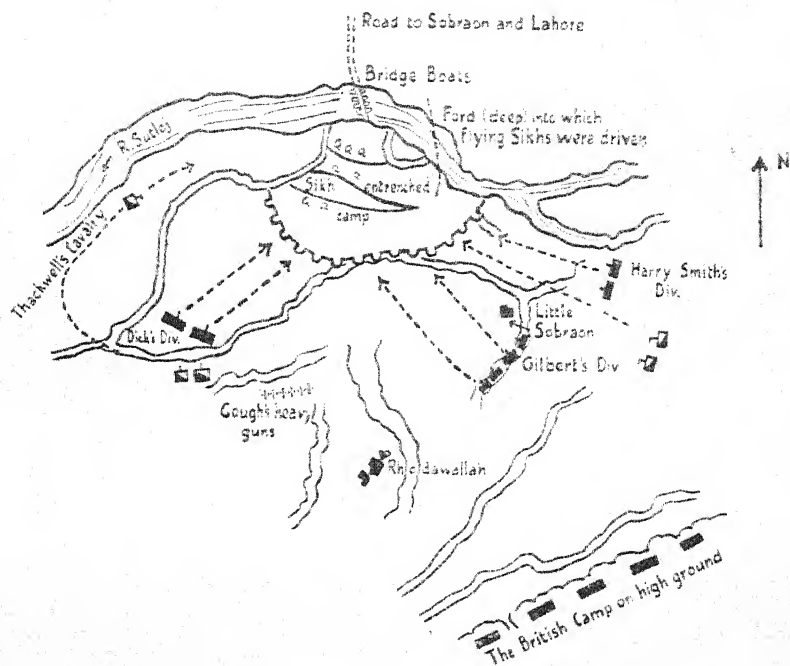 Road to Sobraon and Lahore
Bridge Boats
Ford (deep) into which
flying Sikhs were driven
R. Sutlej
N
Sikh entrenched
camp
Thackwell's Cavalry
Harry Smith's
Div.
Little
Sobraon
Dick's Div.
Gilbert's Div
Gough's heavy
guns
The British Camp on high ground